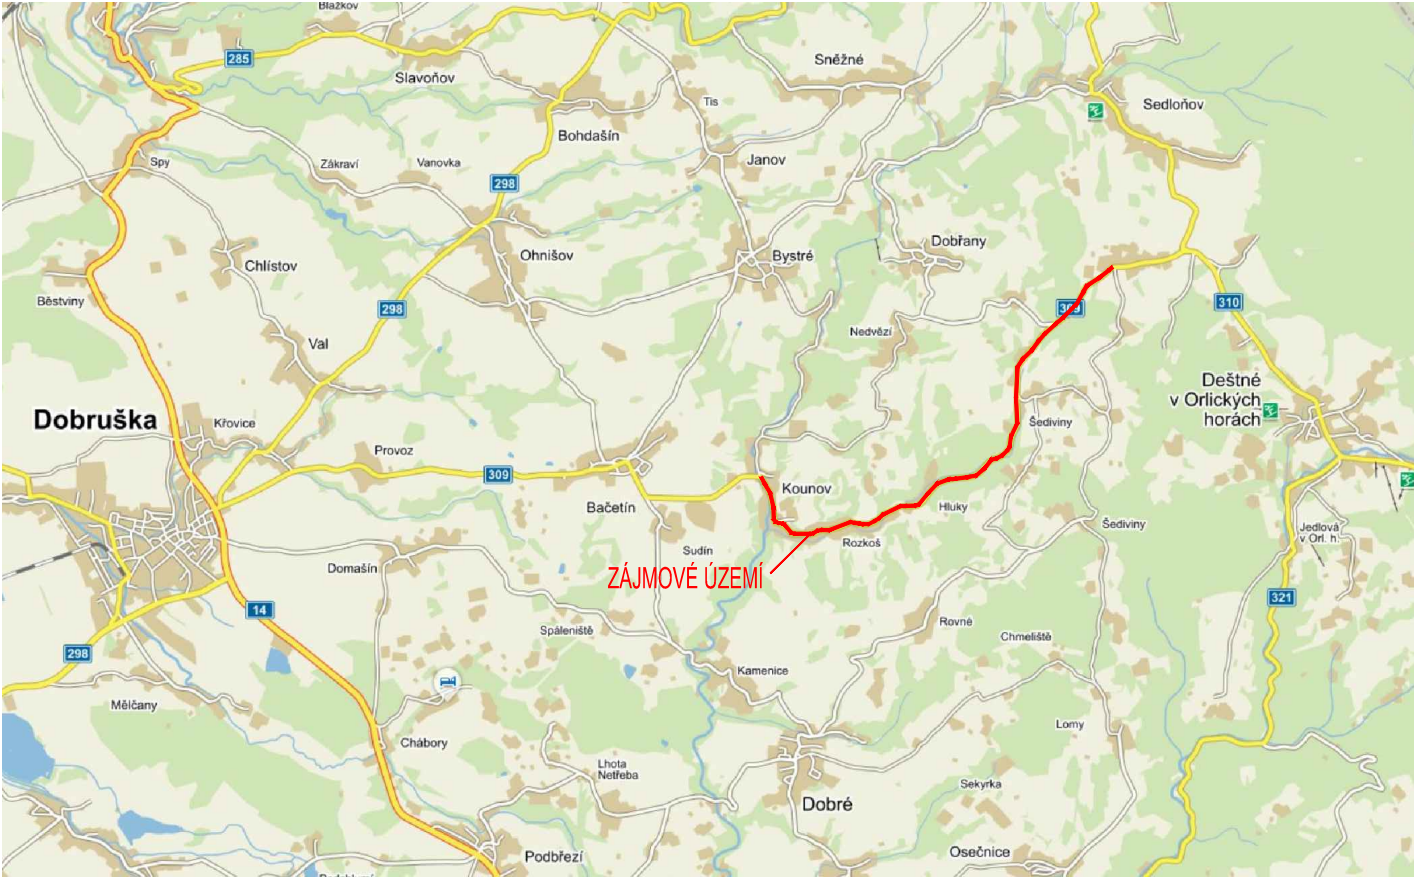 Blažkov
285
Slavoňov
Sněžné
Tis
Sedloňov
Bohdašín
Spy
Zákraví
Vanovka
Janov
298
Dobřany
Ohnišov
Bystré
Chlístov
Běstviny
298
309
310
Nedvězí
Val
Deštné
v Orlických
horách
Dobruška
Křovice
Šediviny
Provoz
309
Kounov
Bačetín
Hluky
Šediviny
Jedlová
v Orl. h.
Rozkoš
Sudín
Domašín
ZÁJMOVÉ ÚZEMÍ
14
321
Spáleniště
Rovné
Chmeliště
298
Kamenice
Mělčany
Lomy
Chábory
Lhota
Netřeba
Sekyrka
Dobré
Podbřezí
Osečnice